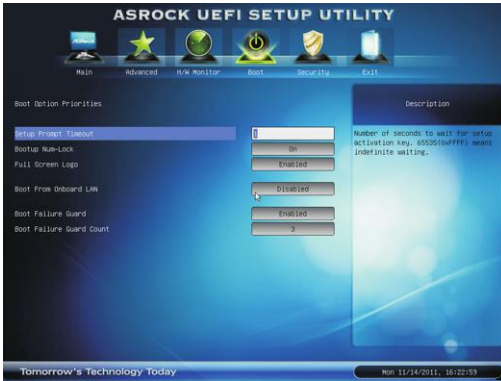 ASROCK UEFI SETUP UTILITY
Main Advanced H/W Monitor Boot Security Exit
Boot Option Priorities
Description
Setup Prompt Timeout 1
Number of seconds to wait for setup
activation key. 65535(0xFFFF) means
indefinite waiting.
Bootup Num-Lock On
Full Screen Logo Enabled
Boot From Onboard LAN Disabled
Boot Failure Guard Enabled
Boot Failure Guard Count 3
Tomorrow's Technology Today
Mon 11/14/2011, 16:22:59